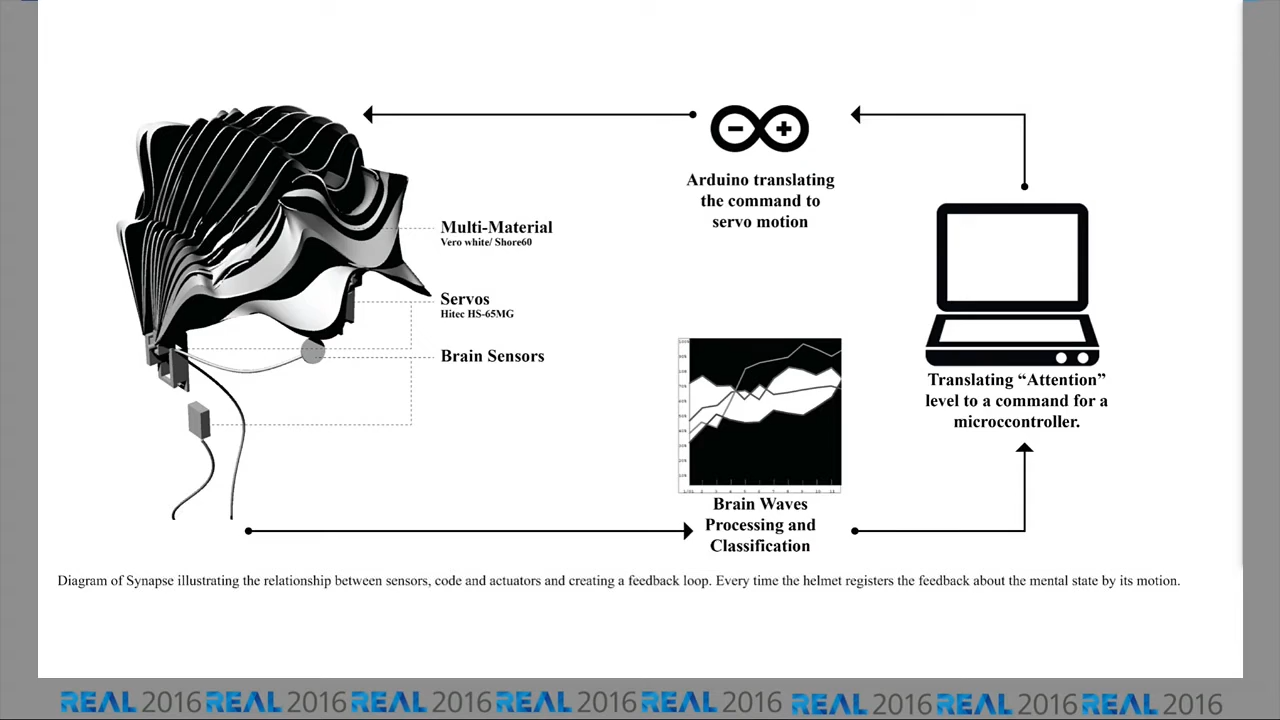 Arduino translating
the command to
servo motion
Multi-Material
Vero white/ Shore60
Servos
Hitec HS-65MG
Brain Sensors
Translating “Attention”
level to a command for a
microccontroller.
Brain Waves
Processing and
Classification
Diagram of Synapse illustrating the relationship between sensors, code and actuators and creating a feedback loop. Every time the helmet registers the feedback about the mental state by its motion.
REAL 2016 REAL 2016 REAL 2016 REAL 2016 REAL 2016 REAL 2016 REAL 2016 REAL 2016